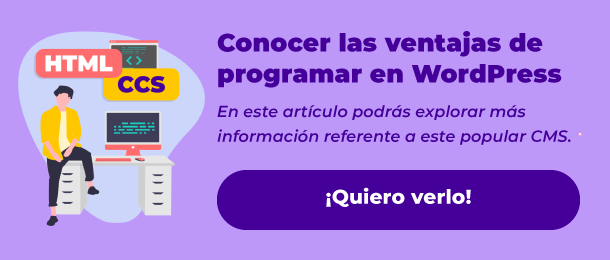 HTML
CCS
Conocer las ventajas de
programar en WordPress
En este artículo podrás explorar más
información referente a este popular CMS.
¡Quiero verlo!